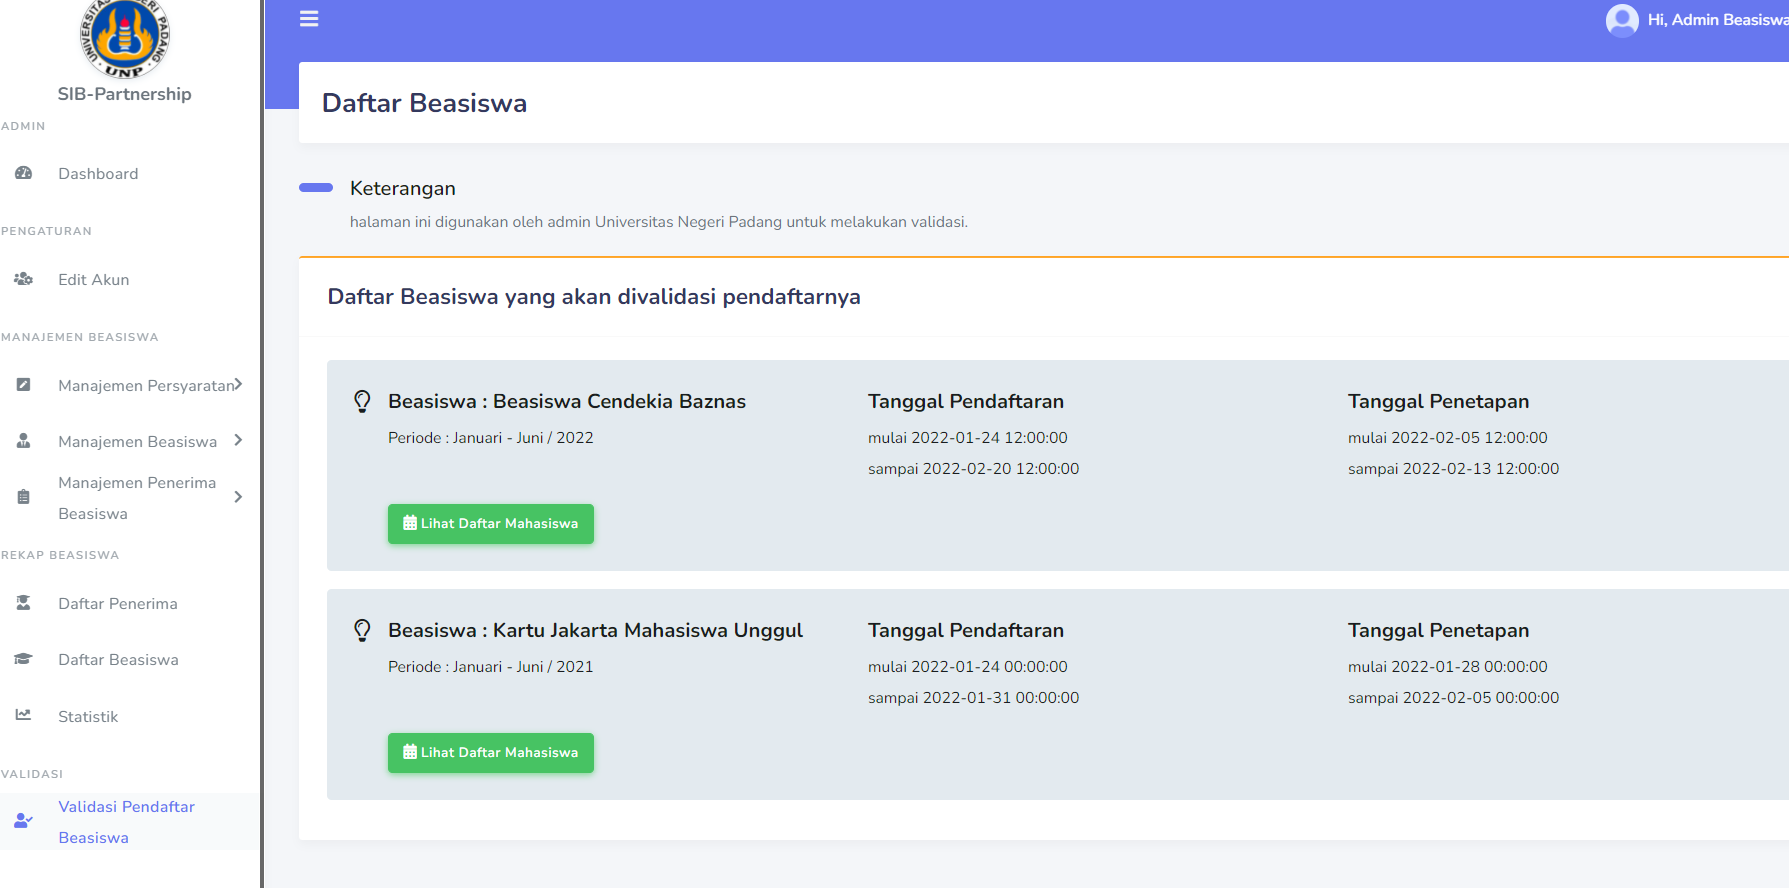 UNIVERSITAS NEGERI PADANG
UNP
SIB-Partnership
ADMIN
Dashboard
PENGATURAN
Edit Akun
MANAJEMEN BEASISWA
Manajemen Persyaratan
Manajemen Beasiswa
Manajemen Penerima
Beasiswa
REKAP BEASISWA
Daftar Penerima
Daftar Beasiswa
Statistik
VALIDASI
Validasi Pendaftar
Beasiswa
Hi, Admin Beasiswa
Daftar Beasiswa
Keterangan
halaman ini digunakan oleh admin Universitas Negeri Padang untuk melakukan validasi.
Daftar Beasiswa yang akan divalidasi pendaftarnya
Beasiswa : Beasiswa Cendekia Baznas
Periode : Januari - Juni / 2022
Tanggal Pendaftaran
mulai 2022-01-24 12:00:00
sampai 2022-02-20 12:00:00
Tanggal Penetapan
mulai 2022-02-05 12:00:00
sampai 2022-02-13 12:00:00
Lihat Daftar Mahasiswa
Beasiswa : Kartu Jakarta Mahasiswa Unggul
Periode : Januari - Juni / 2021
Tanggal Pendaftaran
mulai 2022-01-24 00:00:00
sampai 2022-01-31 00:00:00
Tanggal Penetapan
mulai 2022-01-28 00:00:00
sampai 2022-02-05 00:00:00
Lihat Daftar Mahasiswa